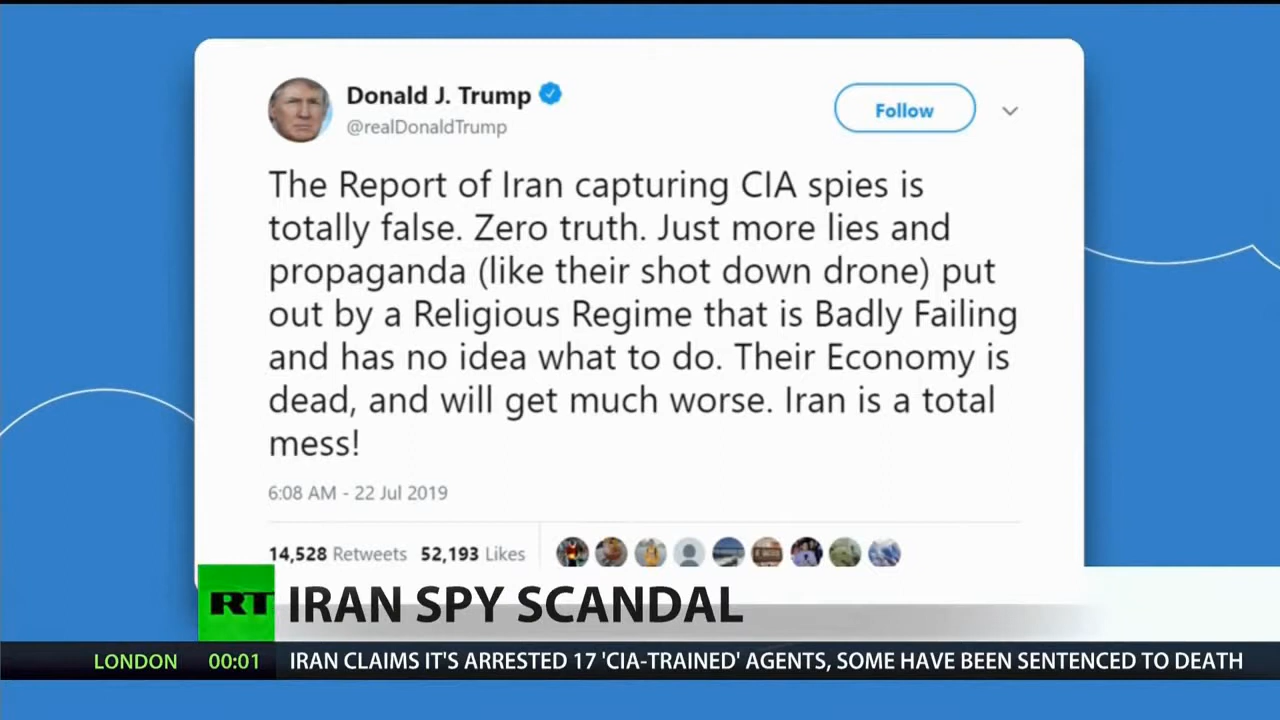 Donald J. Trump
@realDonaldTrump
Follow
The Report of Iran capturing CIA spies is
totally false. Zero truth. Just more lies and
propaganda (like their shot down drone) put
out by a Religious Regime that is Badly Failing
and has no idea what to do. Their Economy is
dead, and will get much worse. Iran is a total
mess!
6:08 AM - 22 Jul 2019
14,528 Retweets 52,193 Likes
RT IRAN SPY SCANDAL
LONDON 00:01 IRAN CLAIMS IT'S ARRESTED 17 'CIA-TRAINED' AGENTS, SOME HAVE BEEN SENTENCED TO DEATH